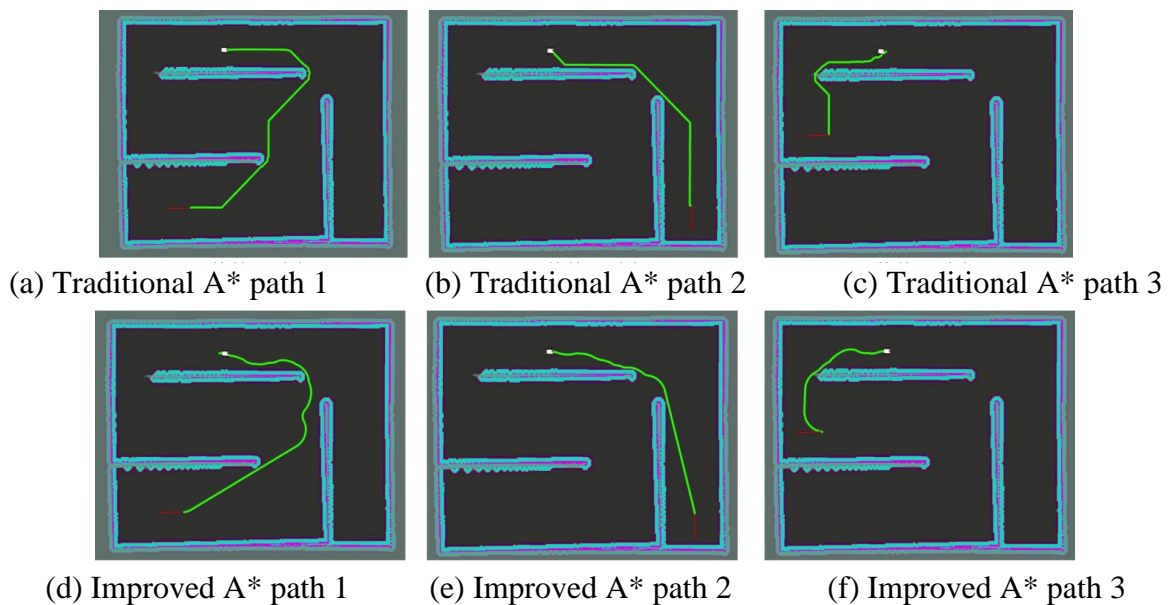 (a) Traditional A* path 1 (b) Traditional A* path 2 (c) Traditional A* path 3
(d) Improved A* path 1 (e) Improved A* path 2 (f) Improved A* path 3